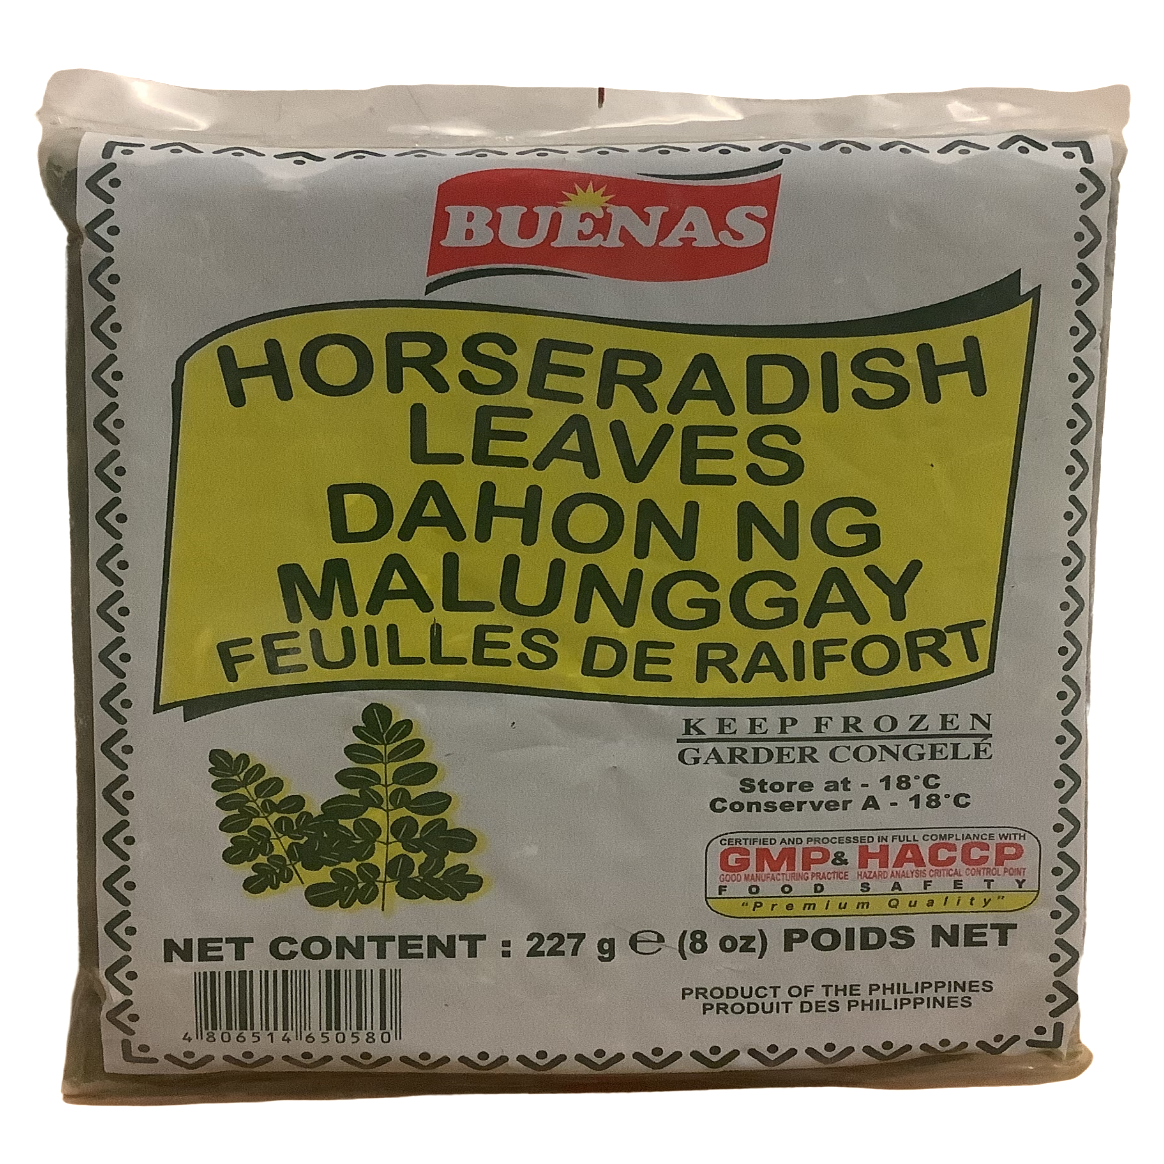 BUENAS
HORSERADISH
LEAVES
DAHON NG
MALUNGGAY
FEUILLES DE RAIFORT
KEEP FROZEN
GARDER CONGELÉ
Store at - 18°C
Conserver A - 18°C
CERTIFIED AND PROCESSED IN FULL COMPLIANCE WITH
GMP & HACCP
GOOD MANUFACTURING PRACTICE HAZARD ANALYSIS CRITICAL CONTROL POINT
FOOD SAFETY
"Premium Quality"
NET CONTENT : 227 g ℮ (8 oz) POIDS NET
PRODUCT OF THE PHILIPPINES
PRODUIT DES PHILIPPINES
4 806514 650580